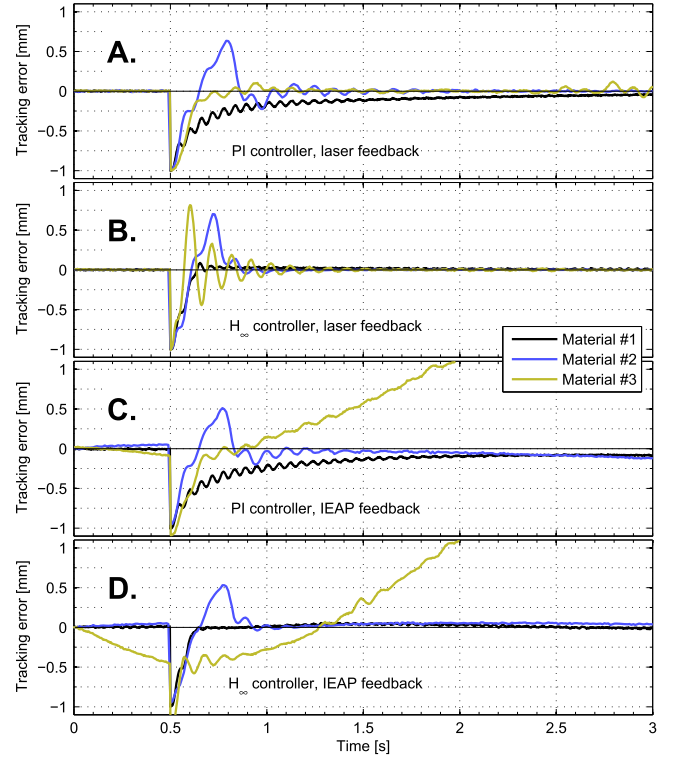 Tracking error [mm]
1
0.5
0
−0.5
−1
A.
PI controller, laser feedback
Tracking error [mm]
1
0.5
0
−0.5
−1
B.
H∞ controller, laser feedback
Material #1
Material #2
Material #3
Tracking error [mm]
1
0.5
0
−0.5
−1
C.
PI controller, IEAP feedback
Tracking error [mm]
1
0.5
0
−0.5
−1
D.
H∞ controller, IEAP feedback
0 0.5 1 1.5 2 2.5 3
Time [s]